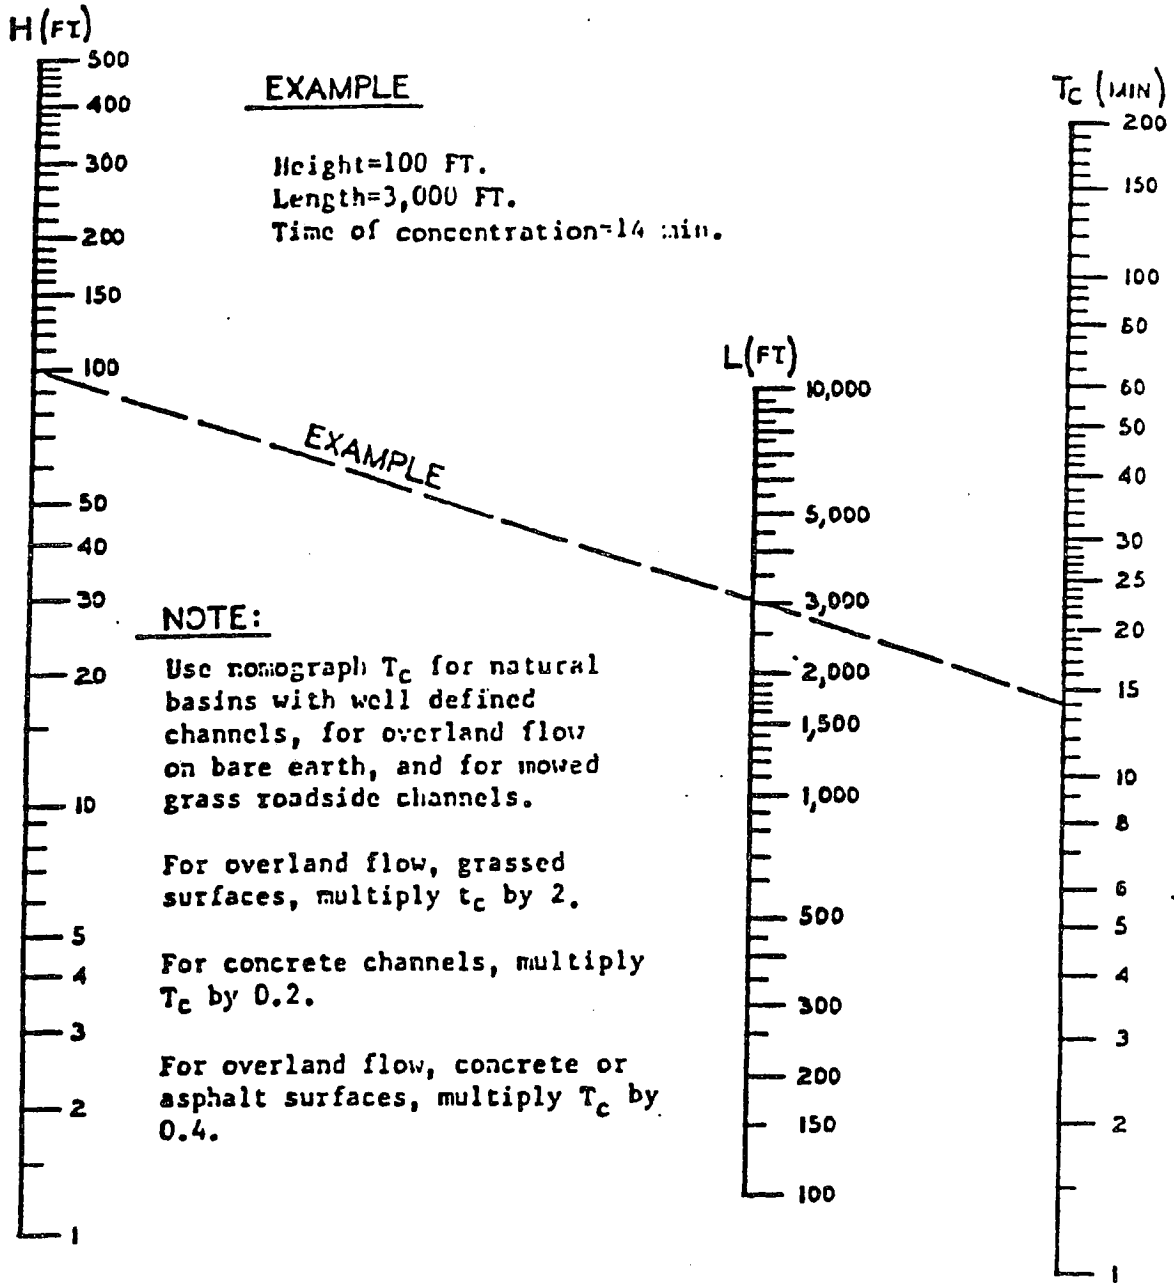 H (FT)
500
400
300
200
150
100
50
40
30
20
10
5
4
3
2
1
EXAMPLE
Height=100 FT.
Length=3,000 FT.
Time of concentration=14 min.
EXAMPLE
NOTE:
Use nomograph Tc for natural
basins with well defined
channels, for overland flow
on bare earth, and for mowed
grass roadside channels.
For overland flow, grassed
surfaces, multiply tc by 2.
For concrete channels, multiply
Tc by 0.2.
For overland flow, concrete or
asphalt surfaces, multiply Tc by
0.4.
L (FT)
10,000
5,000
3,000
2,000
1,500
1,000
500
300
200
150
100
Tc (MIN)
200
150
100
80
60
50
40
30
25
20
15
10
8
6
5
4
3
2
1